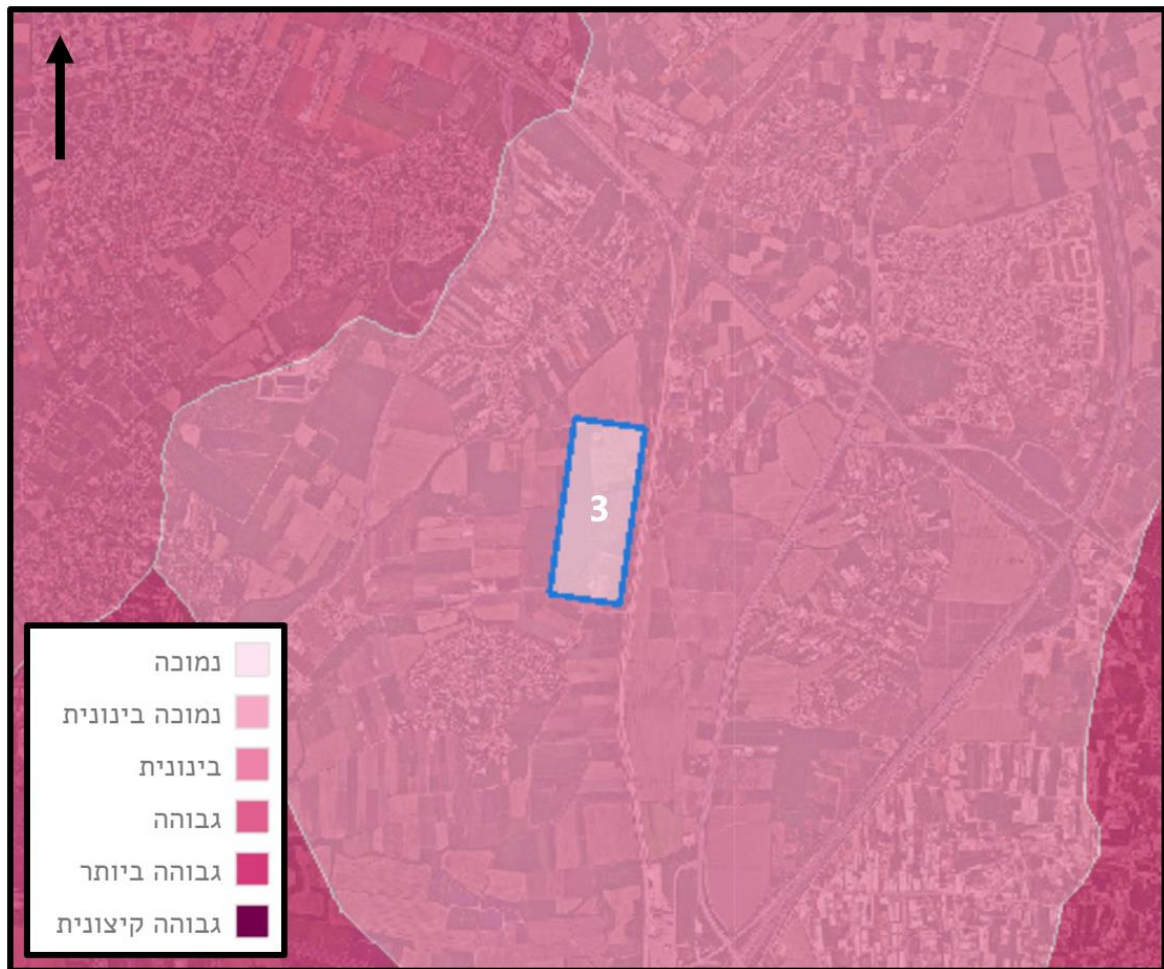 3
נמוכה
נמוכה בינונית
בינונית
גבוהה
גבוהה ביותר
גבוהה קיצונית